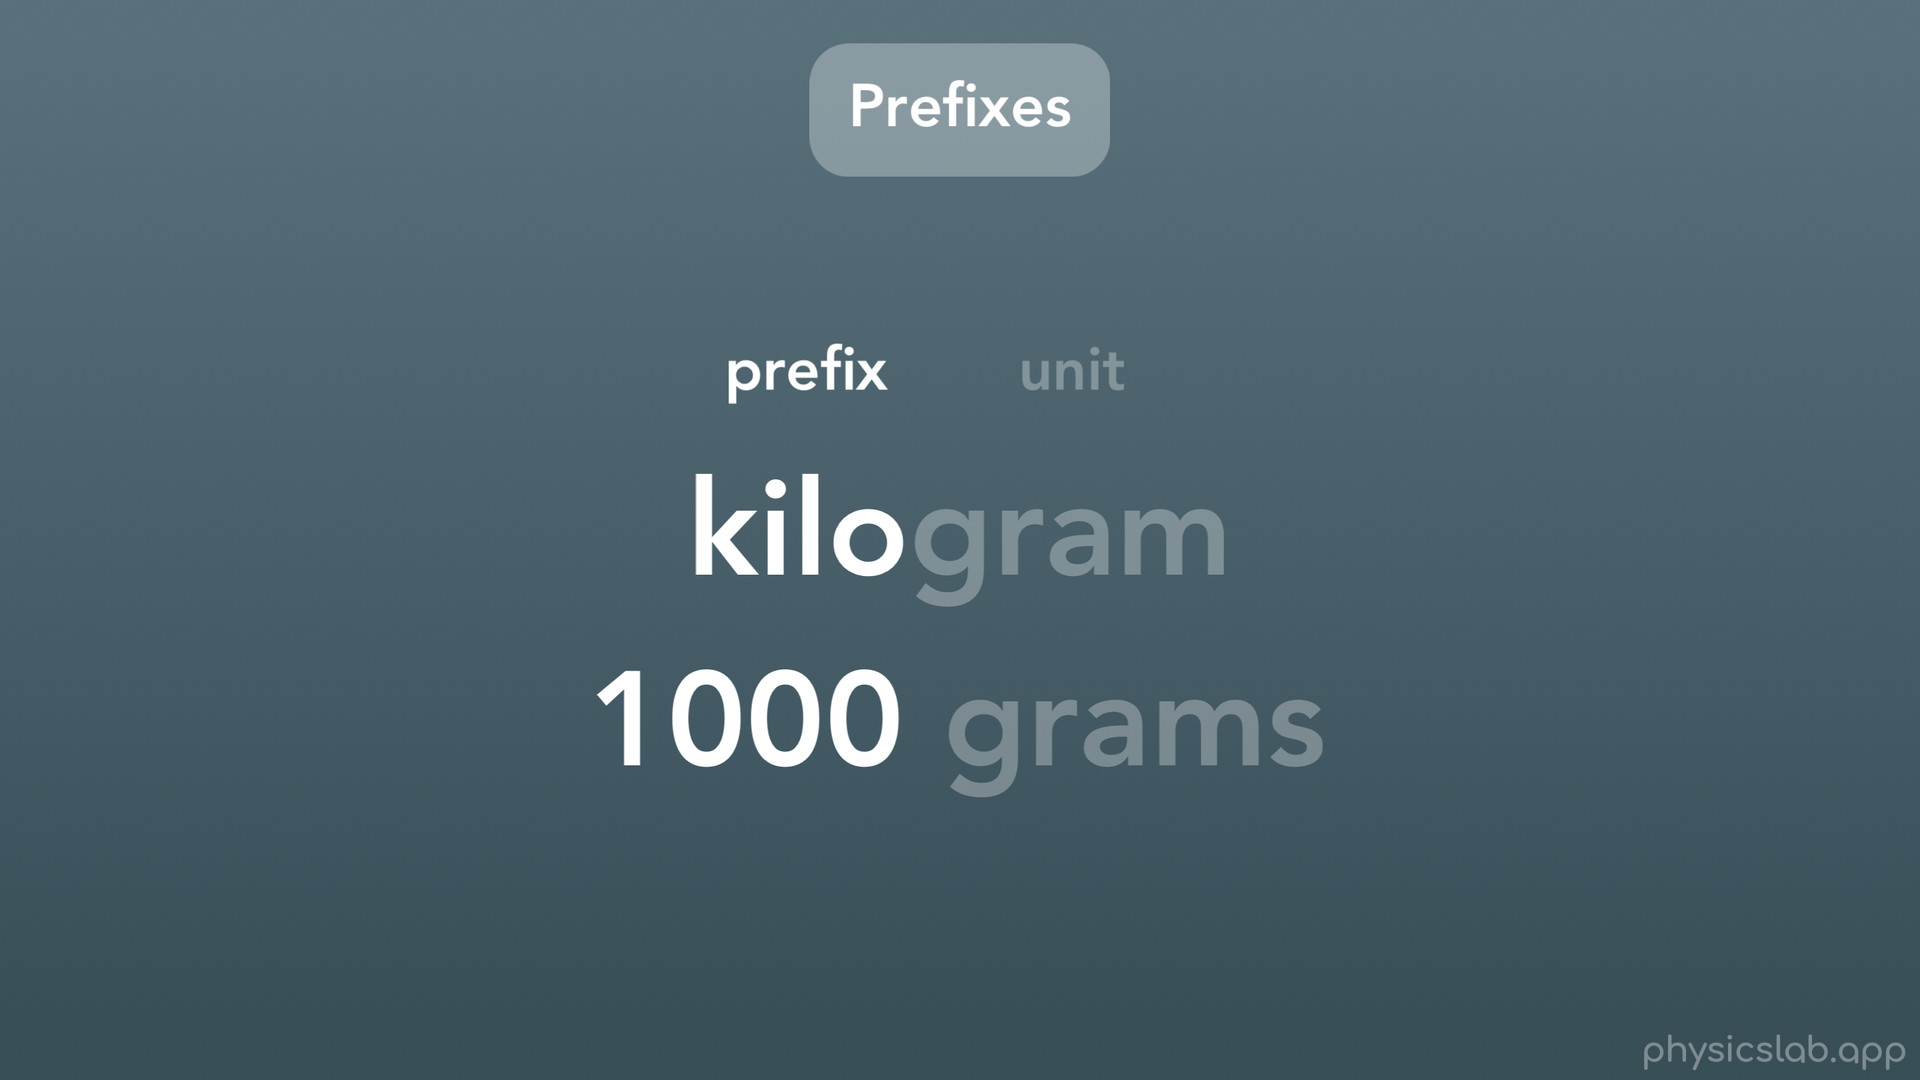 Prefixes
prefix unit
kilogram
1000 grams
physicslab.app